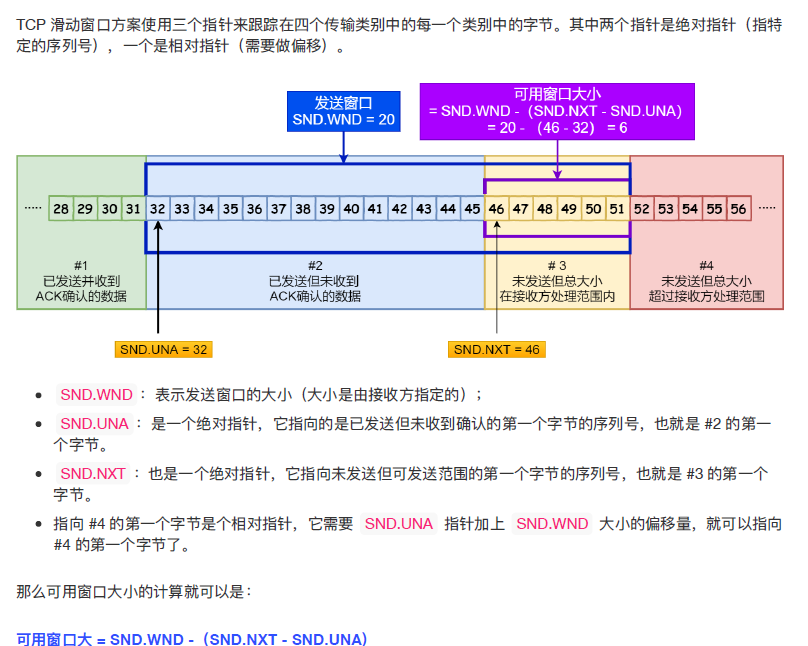 TCP 滑动窗口方案使用三个指针来跟踪在四个传输类别中的每一个类别中的字节。其中两个指针是绝对指针（指特
定的序列号），一个是相对指针（需要做偏移）。
发送窗口
SND.WND = 20
可用窗口大小
= SND.WND -（SND.NXT - SND.UNA）
= 20 - （46 - 32） = 6
····· 28 29 30 31 32 33 34 35 36 37 38 39 40 41 42 43 44 45 46 47 48 49 50 51 52 53 54 55 56 ·····
#1
已发送并收到
ACK确认的数据
#2
已发送但未收到
ACK确认的数据
# 3
未发送但总大小
在接收方处理范围内
#4
未发送但总大小
超过接收方处理范围
SND.UNA = 32
SND.NXT = 46
• SND.WND ：表示发送窗口的大小（大小是由接收方指定的）；
• SND.UNA ：是一个绝对指针，它指向的是已发送但未收到确认的第一个字节的序列号，也就是 #2 的第一
个字节。
• SND.NXT ：也是一个绝对指针，它指向未发送但可发送范围的第一个字节的序列号，也就是 #3 的第一个
字节。
• 指向 #4 的第一个字节是个相对指针，它需要 SND.UNA 指针加上 SND.WND 大小的偏移量，就可以指向
#4 的第一个字节了。
那么可用窗口大小的计算就可以是：
可用窗口大 = SND.WND -（SND.NXT - SND.UNA）